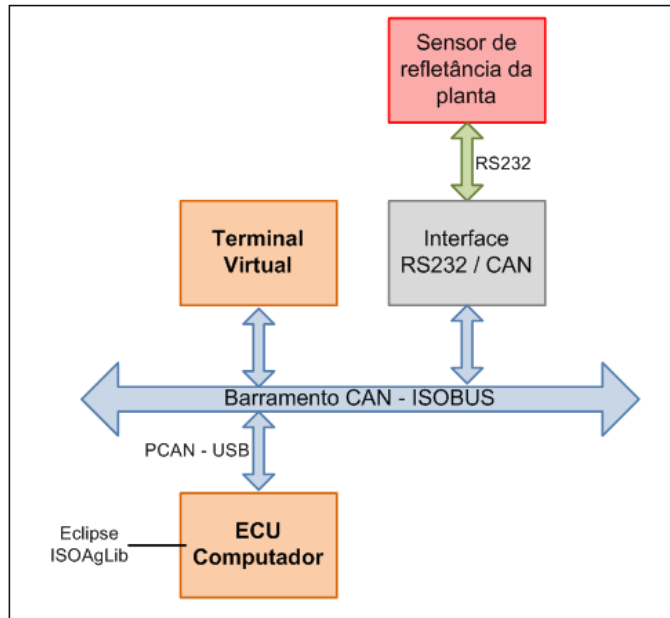 Sensor de
refletância da
planta
RS232
Terminal
Virtual
Interface
RS232 / CAN
Barramento CAN - ISOBUS
PCAN - USB
Eclipse
ISOAgLib
ECU
Computador